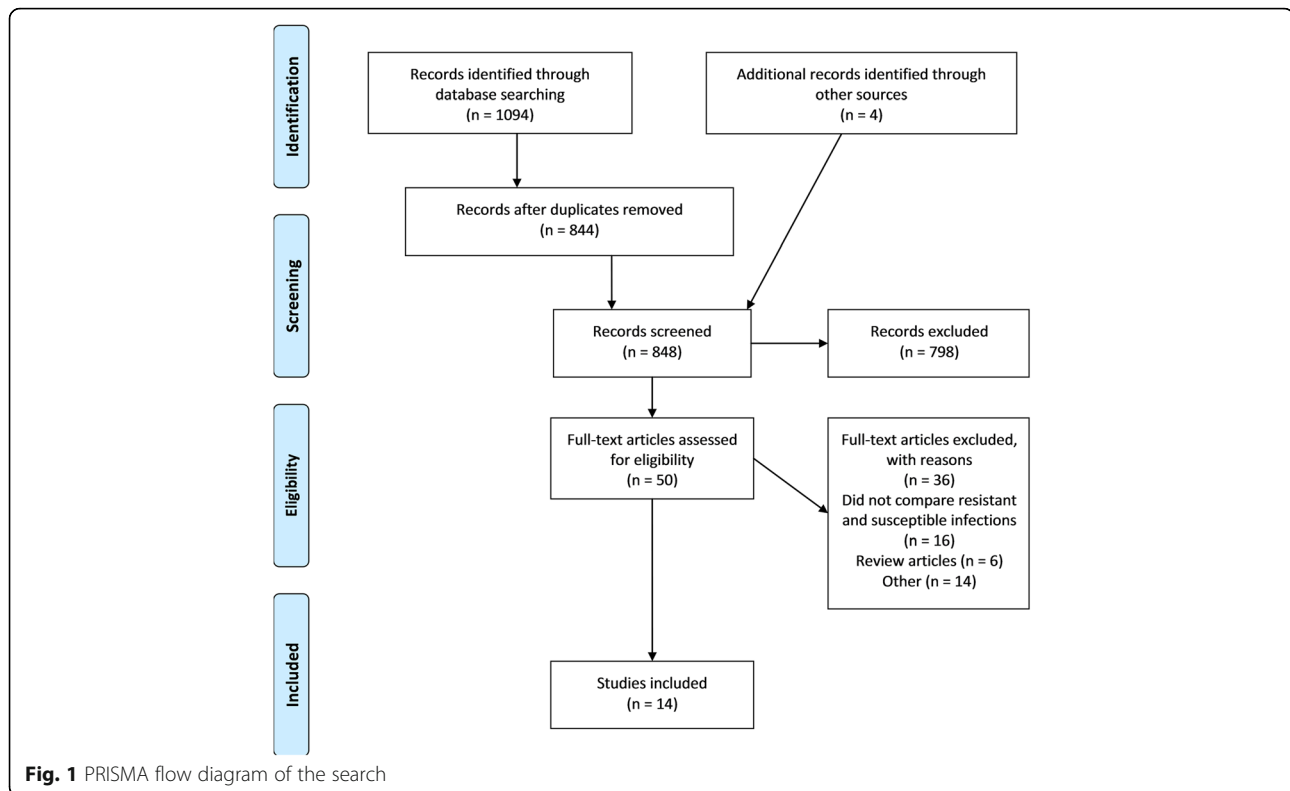 Identification
Records identified through
database searching
(n = 1094)
Additional records identified through
other sources
(n = 4)
Records after duplicates removed
(n = 844)
Screening
Records screened
(n = 848)
Records excluded
(n = 798)
Eligibility
Full-text articles assessed
for eligibility
(n = 50)
Full-text articles excluded,
with reasons
(n = 36)
Did not compare resistant
and susceptible infections
(n = 16)
Review articles (n = 6)
Other (n = 14)
Included
Studies included
(n = 14)
Fig. 1 PRISMA flow diagram of the search